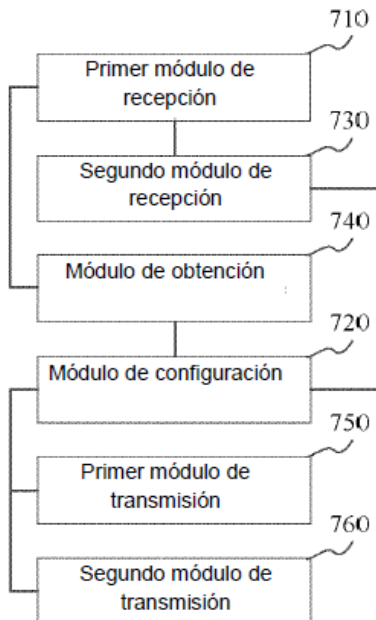 710
Primer módulo de
recepción
730
Segundo módulo de
recepción
740
Módulo de obtención
720
Módulo de configuración
750
Primer módulo de
transmisión
760
Segundo módulo de
transmisión